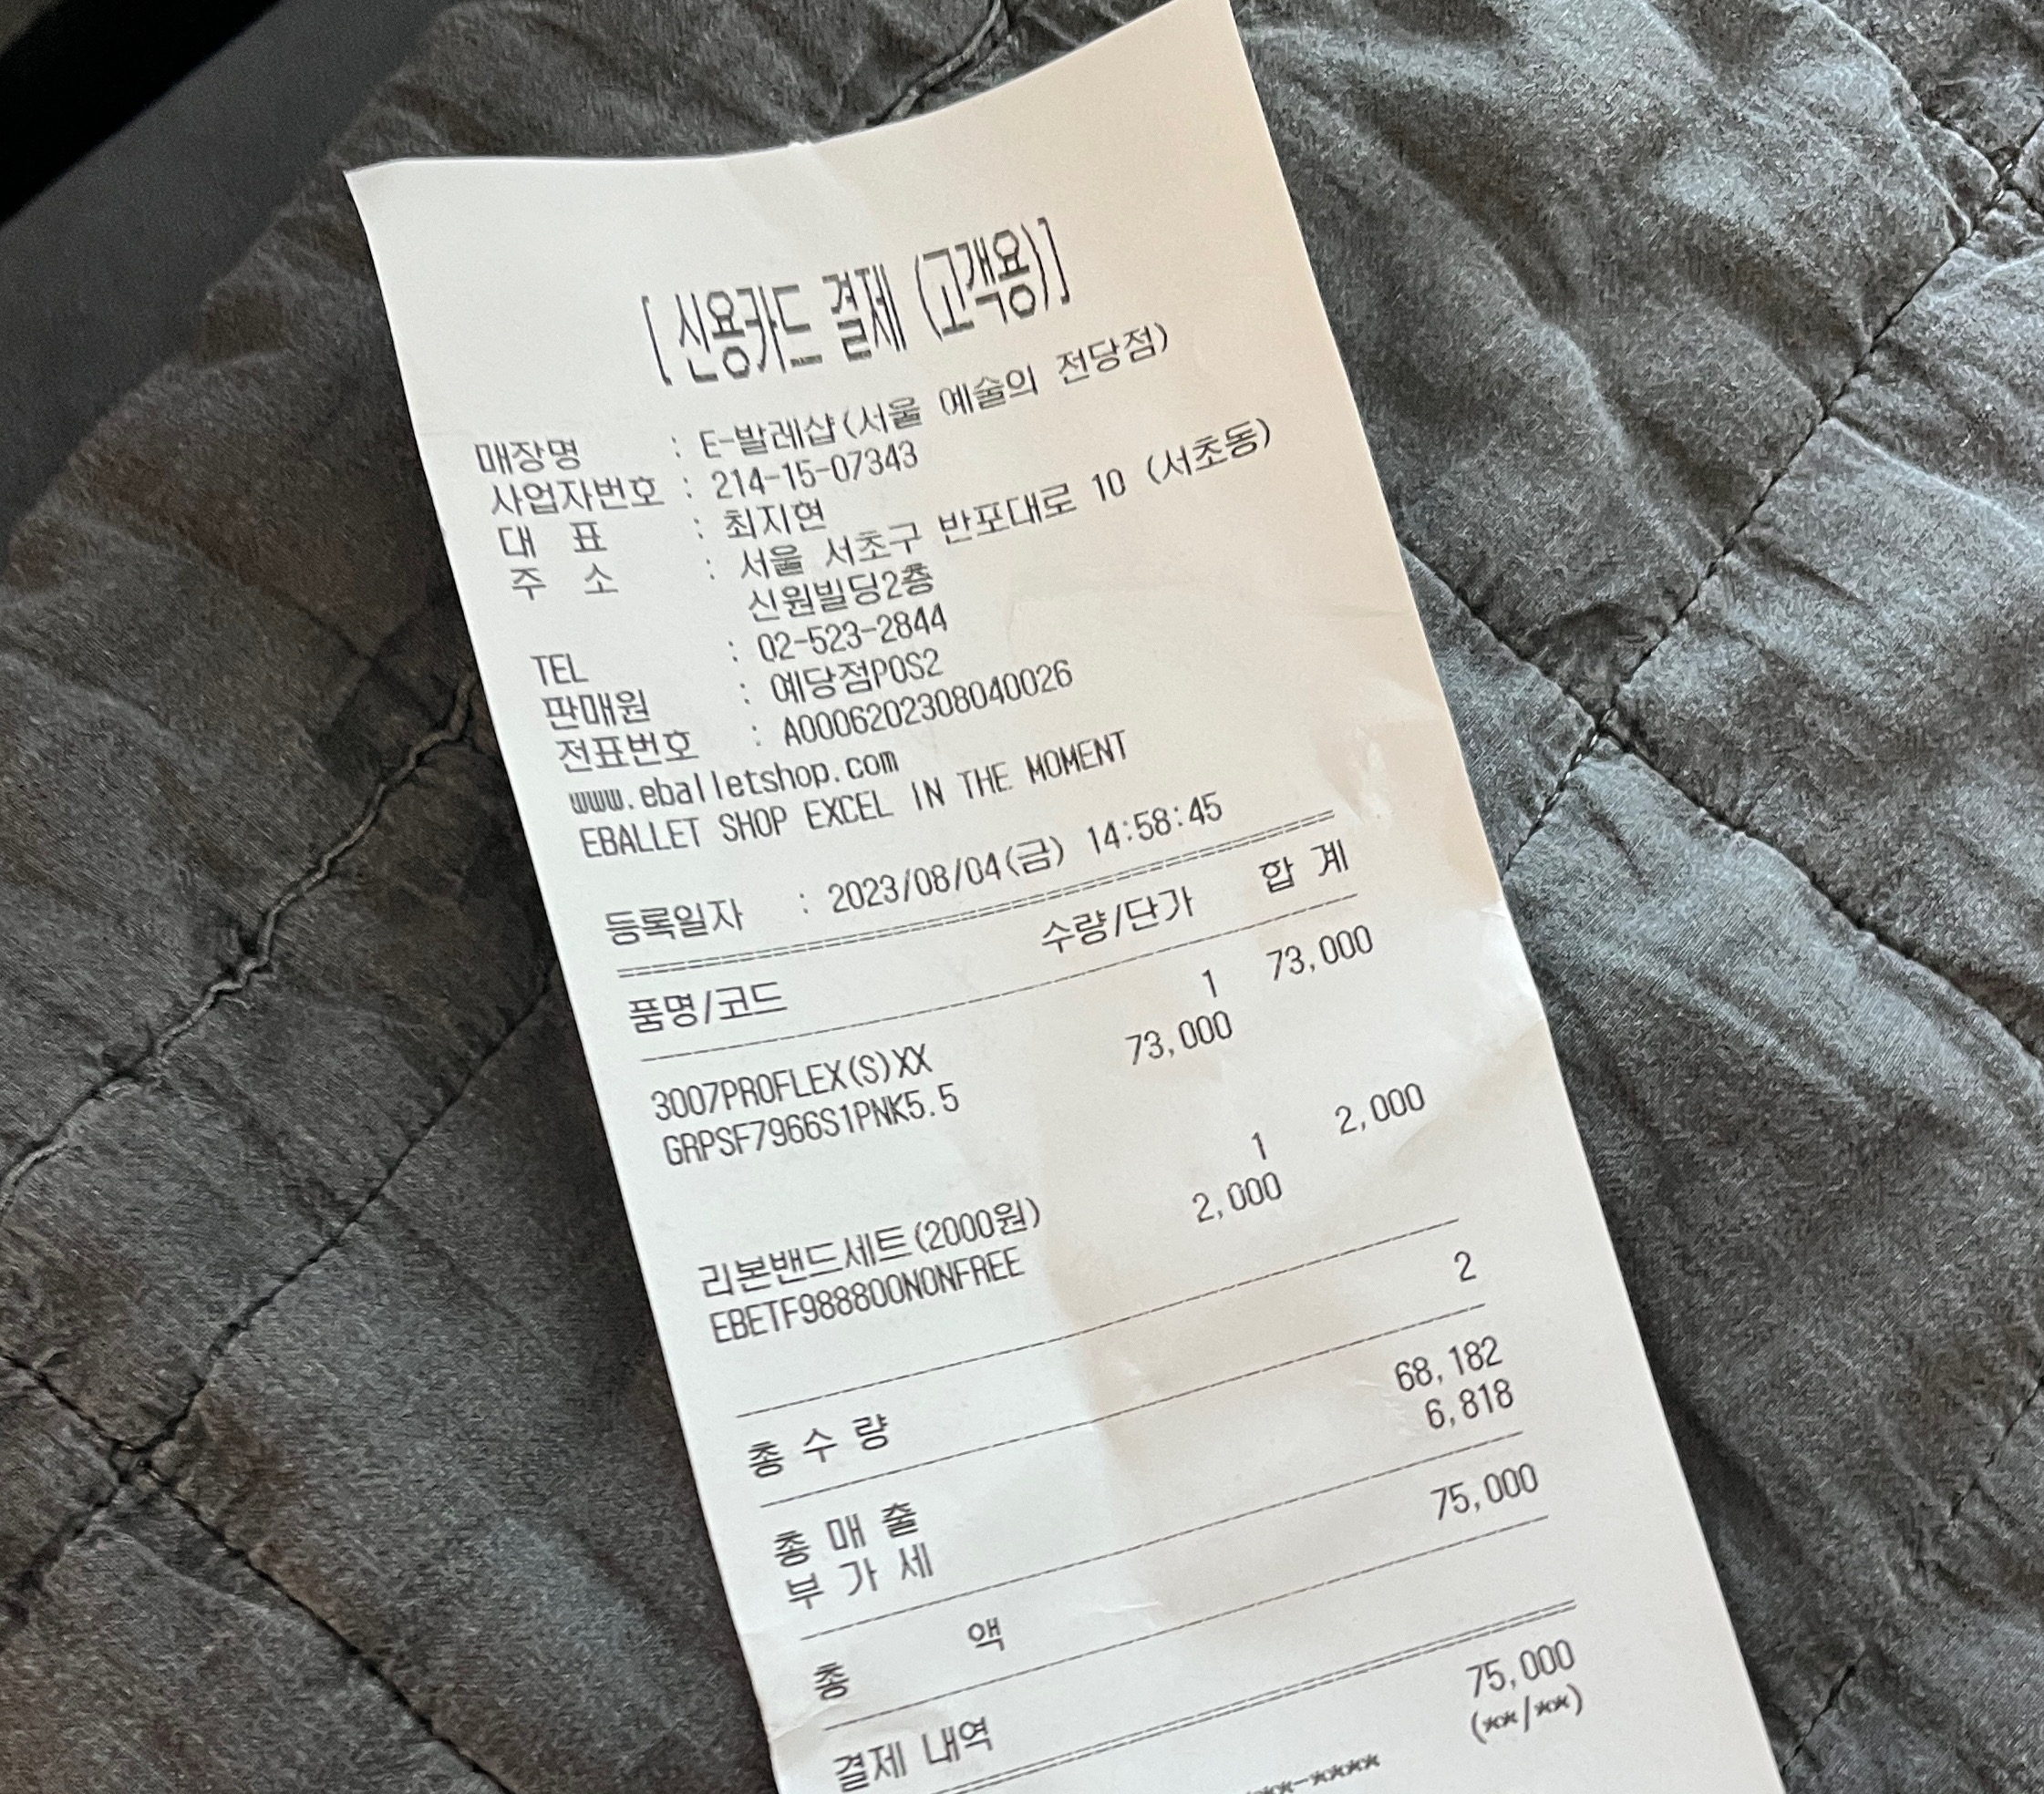 [ 신용카드 결제 (고객용)]
매장명 : E-발레샵(서울 예술의 전당점)
사업자번호 : 214-15-07343
대 표 : 최지현
주 소 : 서울 서초구 반포대로 10 (서초동)
신원빌딩2층
TEL : 02-523-2844
판매원 : 예당점POS2
전표번호 : A0006202308040026
www.eballetshop.com
EBALLET SHOP EXCEL IN THE MOMENT
등록일자 : 2023/08/04(금) 14:58:45
품명/코드 수량/단가 합 계
3007PROFLEX(S)XX 1 73,000
GRPSF7966S1PNK5.5 73,000
리본밴드세트(2000원) 1 2,000
EBETF988800NONFREE 2,000
총 수 량 2
총 매 출 68,182
부 가 세 6,818
총 액 75,000
결제 내역 75,000
(**/**)